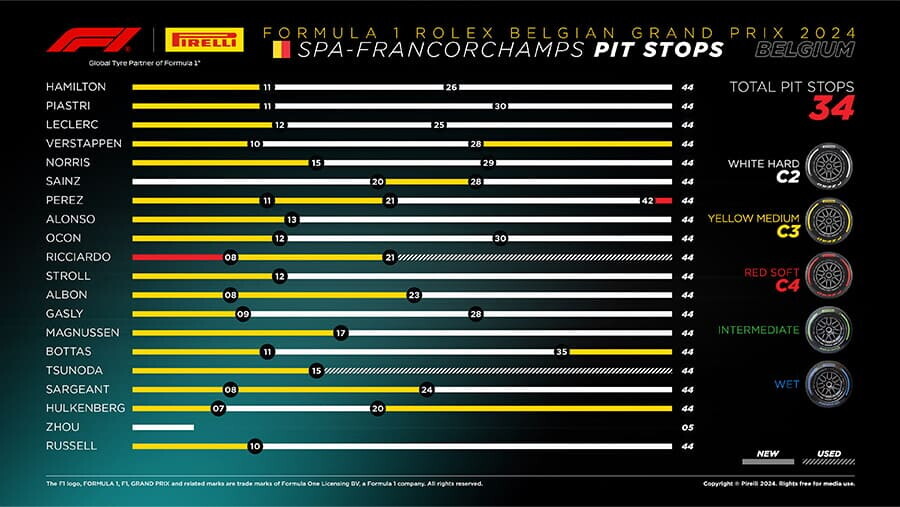 F1
PIRELLI
Global Tyre Partner of Formula 1®
FORMULA 1 ROLEX BELGIAN GRAND PRIX 2024
SPA-FRANCORCHAMPS PIT STOPS BELGIUM
HAMILTON 11 26 44
PIASTRI 11 30 44
LECLERC 12 25 44
VERSTAPPEN 10 28 44
NORRIS 15 29 44
SAINZ 20 28 44
PEREZ 11 21 42 44
ALONSO 13 44
OCON 12 30 44
RICCIARDO 08 21 44
STROLL 12 44
ALBON 08 23 44
GASLY 09 28 44
MAGNUSSEN 17 44
BOTTAS 11 35 44
TSUNODA 15 44
SARGEANT 08 24 44
HULKENBERG 07 20 44
ZHOU 05
RUSSELL 10 44
TOTAL PIT STOPS
34
WHITE HARD
C2
YELLOW MEDIUM
C3
RED SOFT
C4
INTERMEDIATE
WET
NEW USED
The F1 logo, FORMULA 1, F1, GRAND PRIX and related marks are trade marks of Formula One Licensing BV, a Formula 1 company. All rights reserved.
Copyright © Pirelli 2024. Rights free for media use.